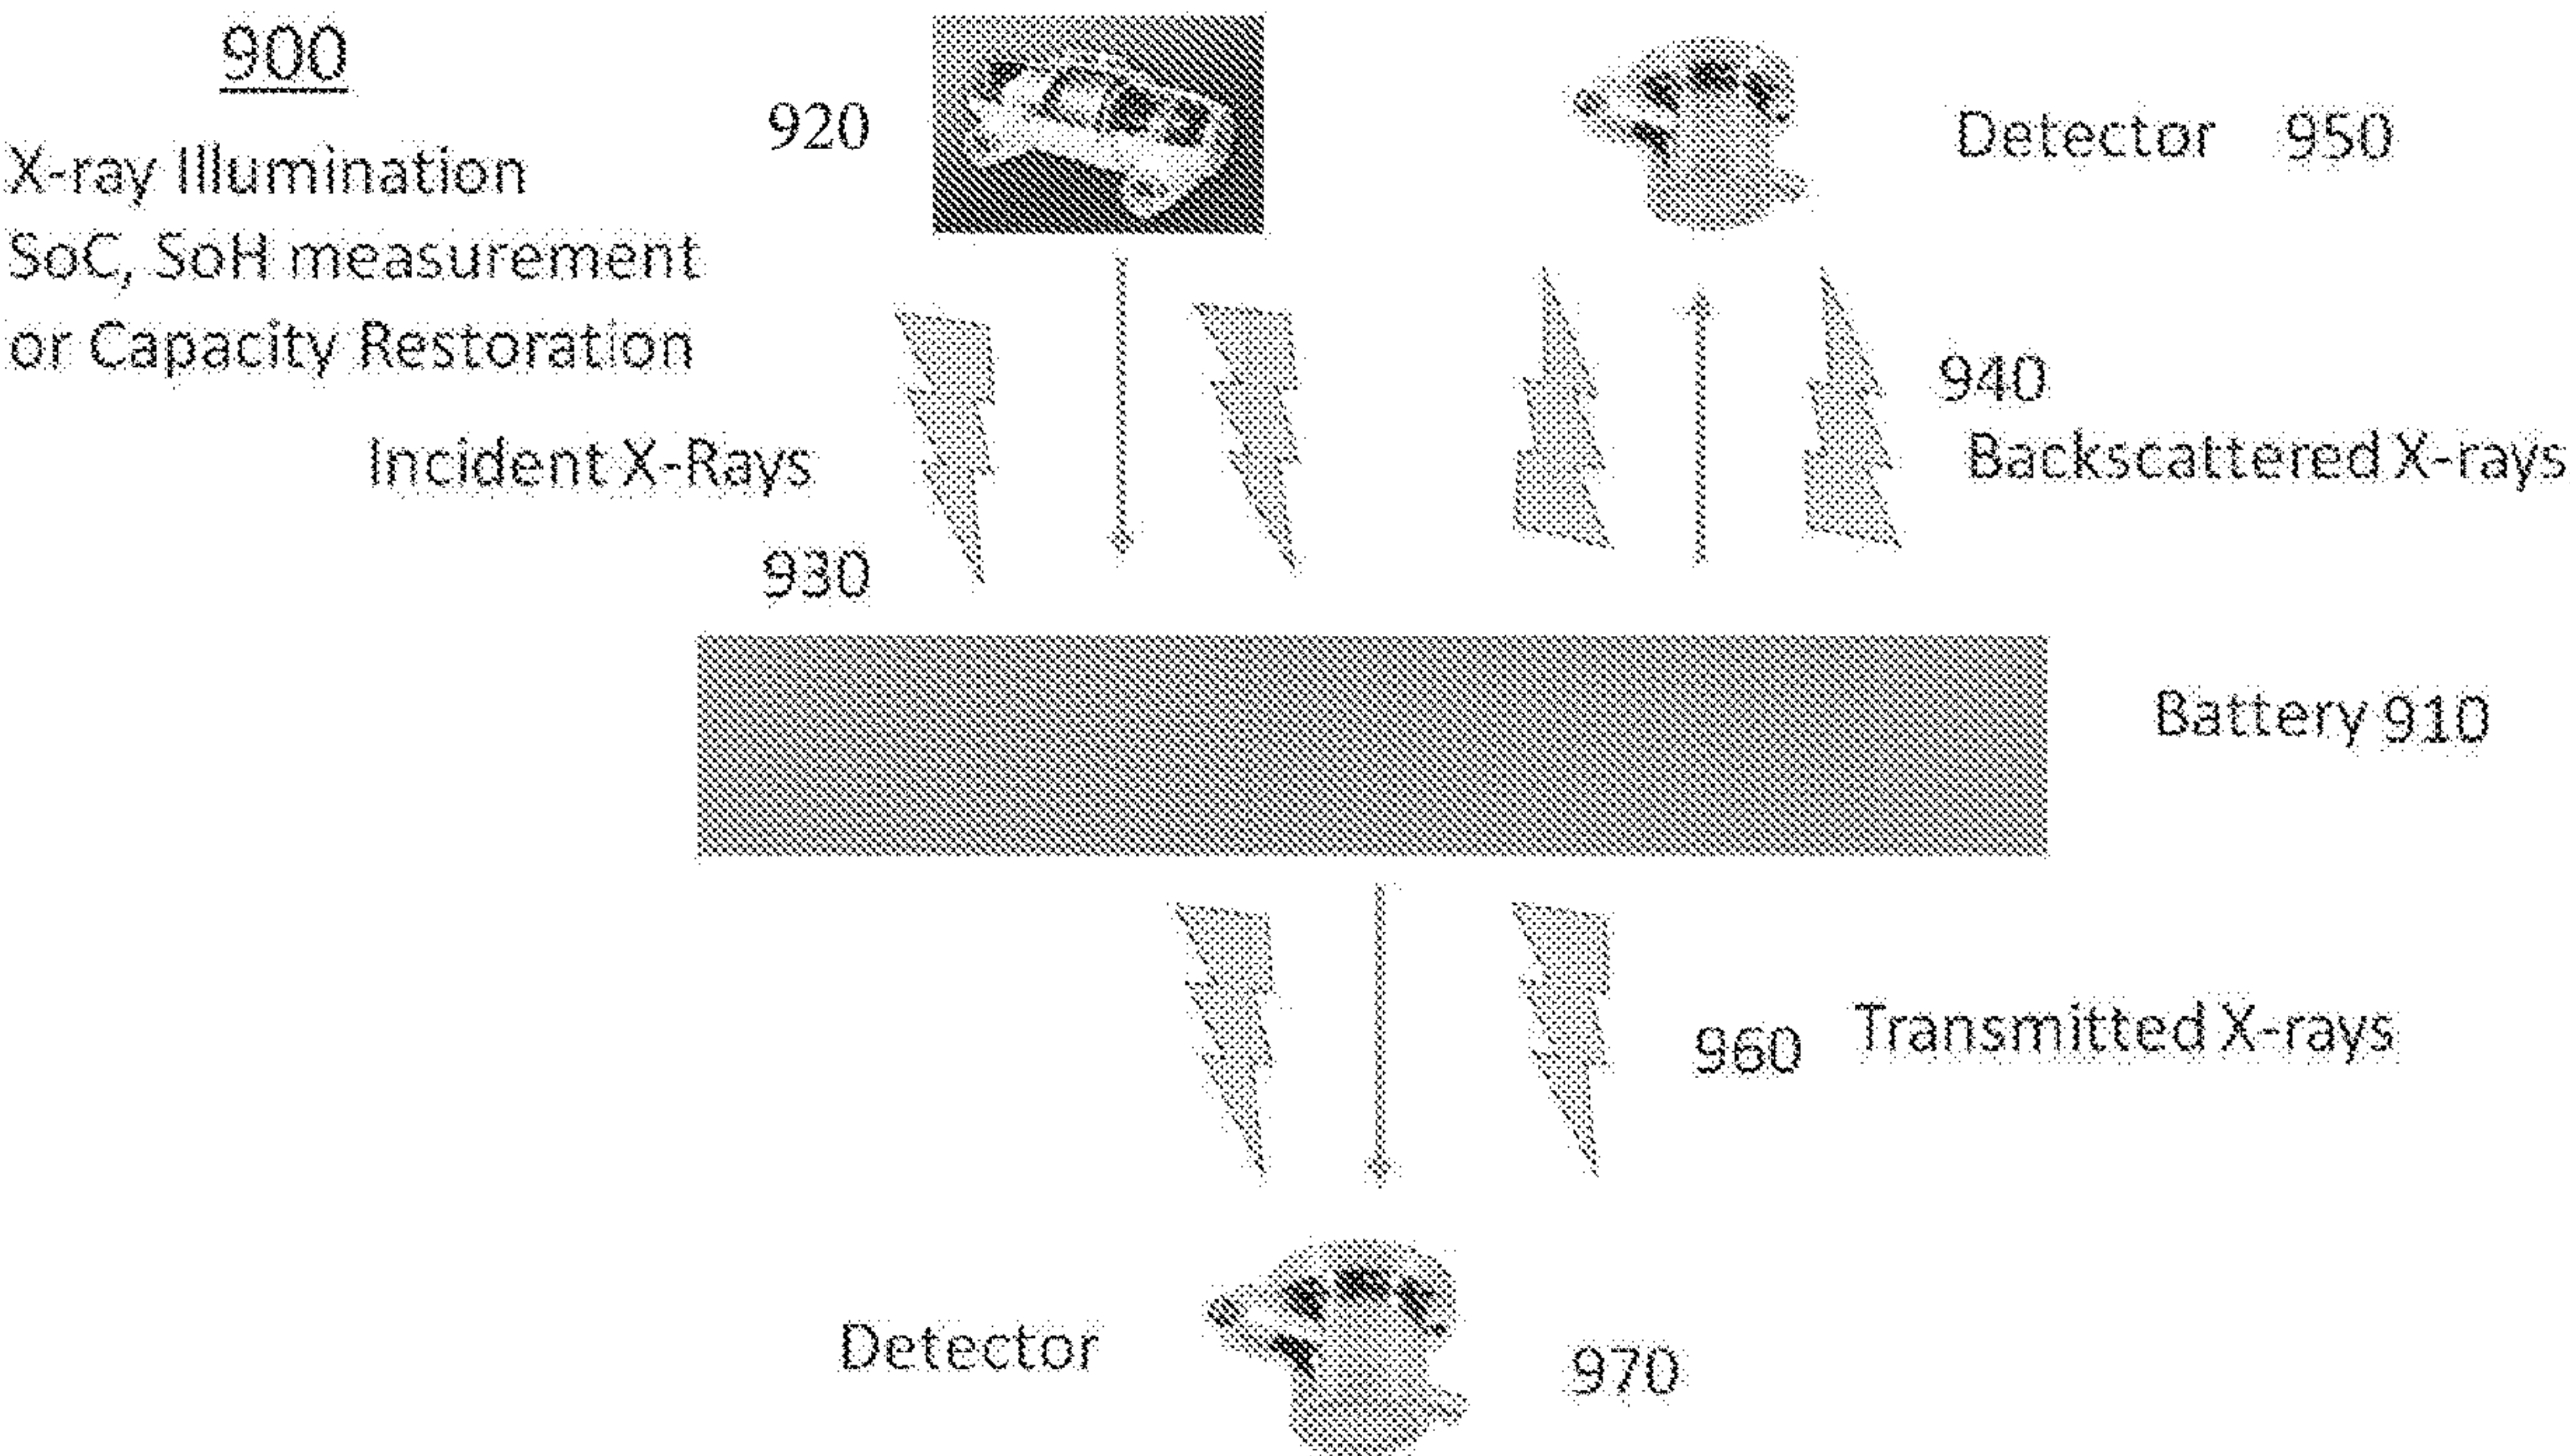 900
X-ray Illumination
SoC, SoH measurement
or Capacity Restoration
920
Detector 950
Incident X-Rays
930
940
Backscattered X-rays
Battery 910
960 Transmitted X-rays
Detector
970